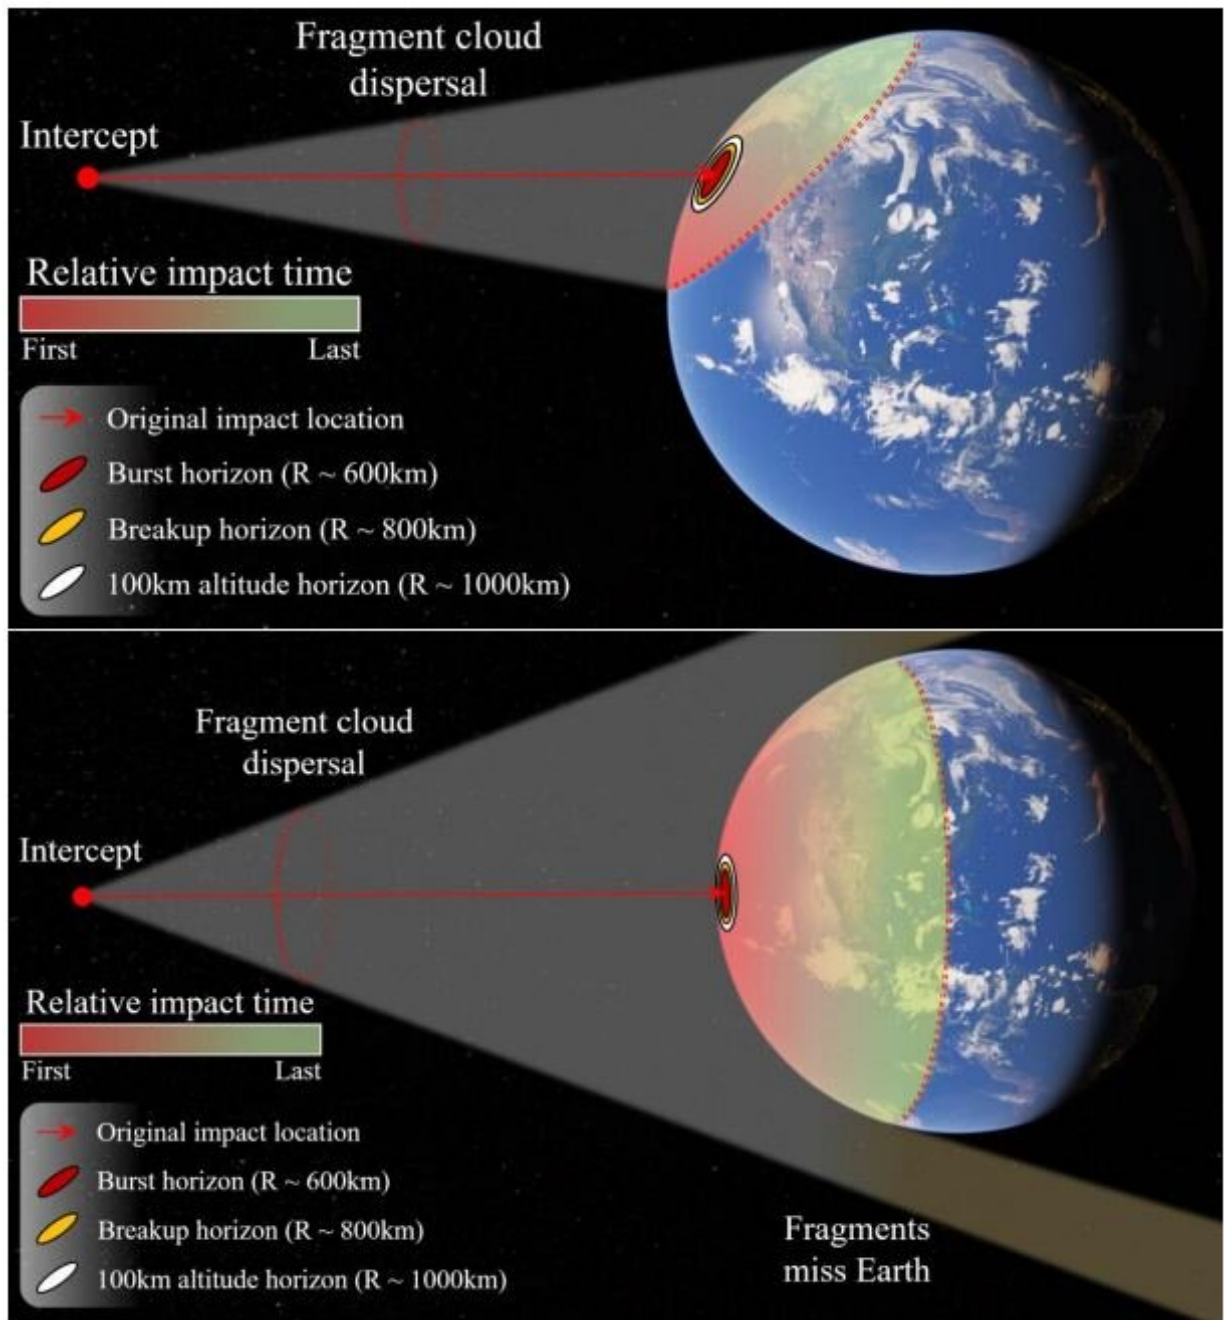 Fragment cloud
dispersal
Intercept
Relative impact time
First Last
Original impact location
Burst horizon (R ~ 600km)
Breakup horizon (R ~ 800km)
100km altitude horizon (R ~ 1000km)
Fragment cloud
dispersal
Intercept
Relative impact time
First Last
Original impact location
Burst horizon (R ~ 600km)
Breakup horizon (R ~ 800km)
100km altitude horizon (R ~ 1000km)
Fragments
miss Earth